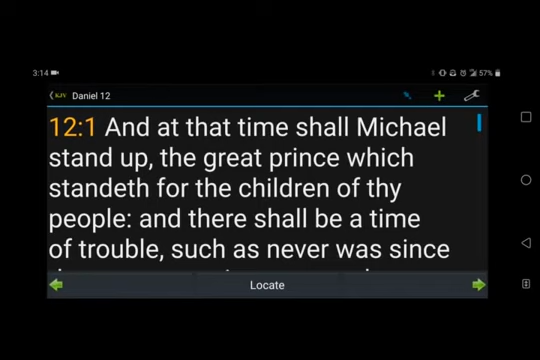 3:14
57%
KJV Daniel 12
12:1 And at that time shall Michael
stand up, the great prince which
standeth for the children of thy
people: and there shall be a time
of trouble, such as never was since
Locate